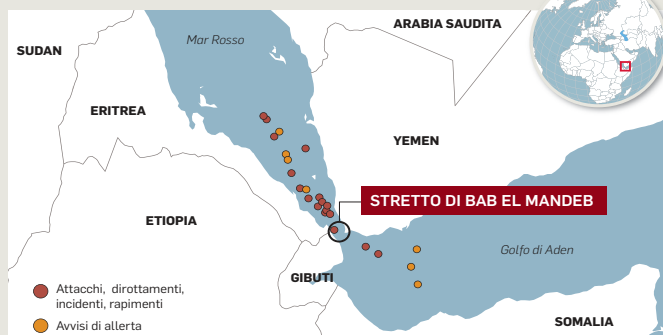 ARABIA SAUDITA
SUDAN
Mar Rosso
ERITREA
YEMEN
STRETTO DI BAB EL MANDEB
ETIOPIA
Golfo di Aden
GIBUTI
Attacchi, dirottamenti,
incidenti, rapimenti
Avvisi di allerta
SOMALIA